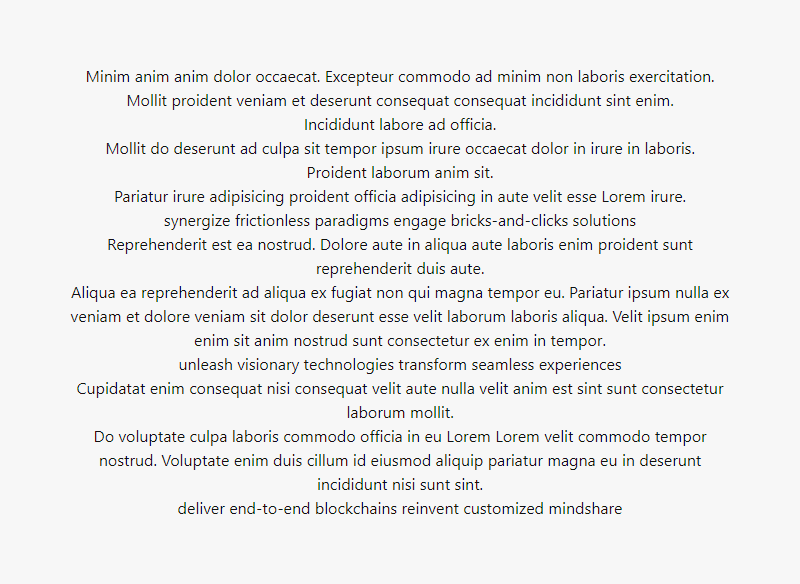 Minim anim anim dolor occaecat. Excepteur commodo ad minim non laboris exercitation.
Mollit proident veniam et deserunt consequat consequat incididunt sint enim.
Incididunt labore ad officia.
Mollit do deserunt ad culpa sit tempor ipsum irure occaecat dolor in irure in laboris.
Proident laborum anim sit.
Pariatur irure adipisicing proident officia adipisicing in aute velit esse Lorem irure.
synergize frictionless paradigms engage bricks-and-clicks solutions
Reprehenderit est ea nostrud. Dolore aute in aliqua aute laboris enim proident sunt
reprehenderit duis aute.
Aliqua ea reprehenderit ad aliqua ex fugiat non qui magna tempor eu. Pariatur ipsum nulla ex
veniam et dolore veniam sit dolor deserunt esse velit laborum laboris aliqua. Velit ipsum enim
enim sit anim nostrud sunt consectetur ex enim in tempor.
unleash visionary technologies transform seamless experiences
Cupidatat enim consequat nisi consequat velit aute nulla velit anim est sint sunt consectetur
laborum mollit.
Do voluptate culpa laboris commodo officia in eu Lorem Lorem velit commodo tempor
nostrud. Voluptate enim duis cillum id eiusmod aliquip pariatur magna eu in deserunt
incididunt nisi sunt sint.
deliver end-to-end blockchains reinvent customized mindshare